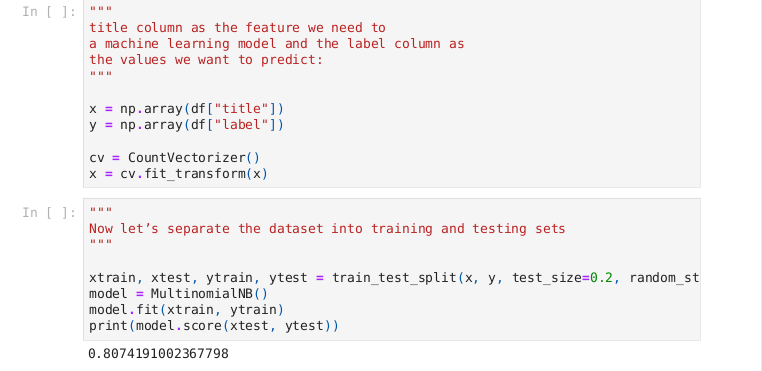 In [ ]: """
title column as the feature we need to
a machine learning model and the label column as
the values we want to predict:
"""
x = np.array(df["title"])
y = np.array(df["label"])
cv = CountVectorizer()
x = cv.fit_transform(x)
In [ ]: """
Now let’s separate the dataset into training and testing sets
"""
xtrain, xtest, ytrain, ytest = train_test_split(x, y, test_size=0.2, random_st
model = MultinomialNB()
model.fit(xtrain, ytrain)
print(model.score(xtest, ytest))
0.8074191002367798